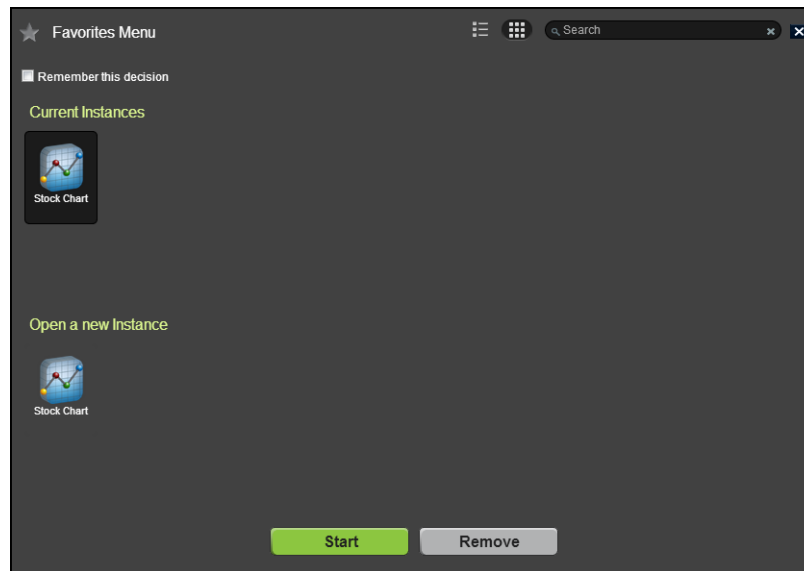 Favorites Menu
Search
Remember this decision
Current Instances
Stock Chart
Open a new Instance
Stock Chart
Start
Remove